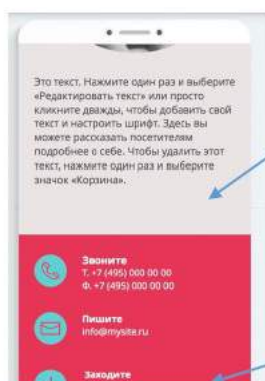 Это текст. Нажмите один раз и выберите
«Редактировать текст» или просто
кликните дважды, чтобы добавить свой
текст и настроить шрифт. Здесь вы
можете рассказать посетителям
подробнее о себе. Чтобы удалить этот
текст, нажмите один раз и выберите
значок «Корзина».
Звоните
Т. +7 (495) 000 00 00
Ф. +7 (495) 000 00 00
Пишите
info@mysite.ru
Заходите